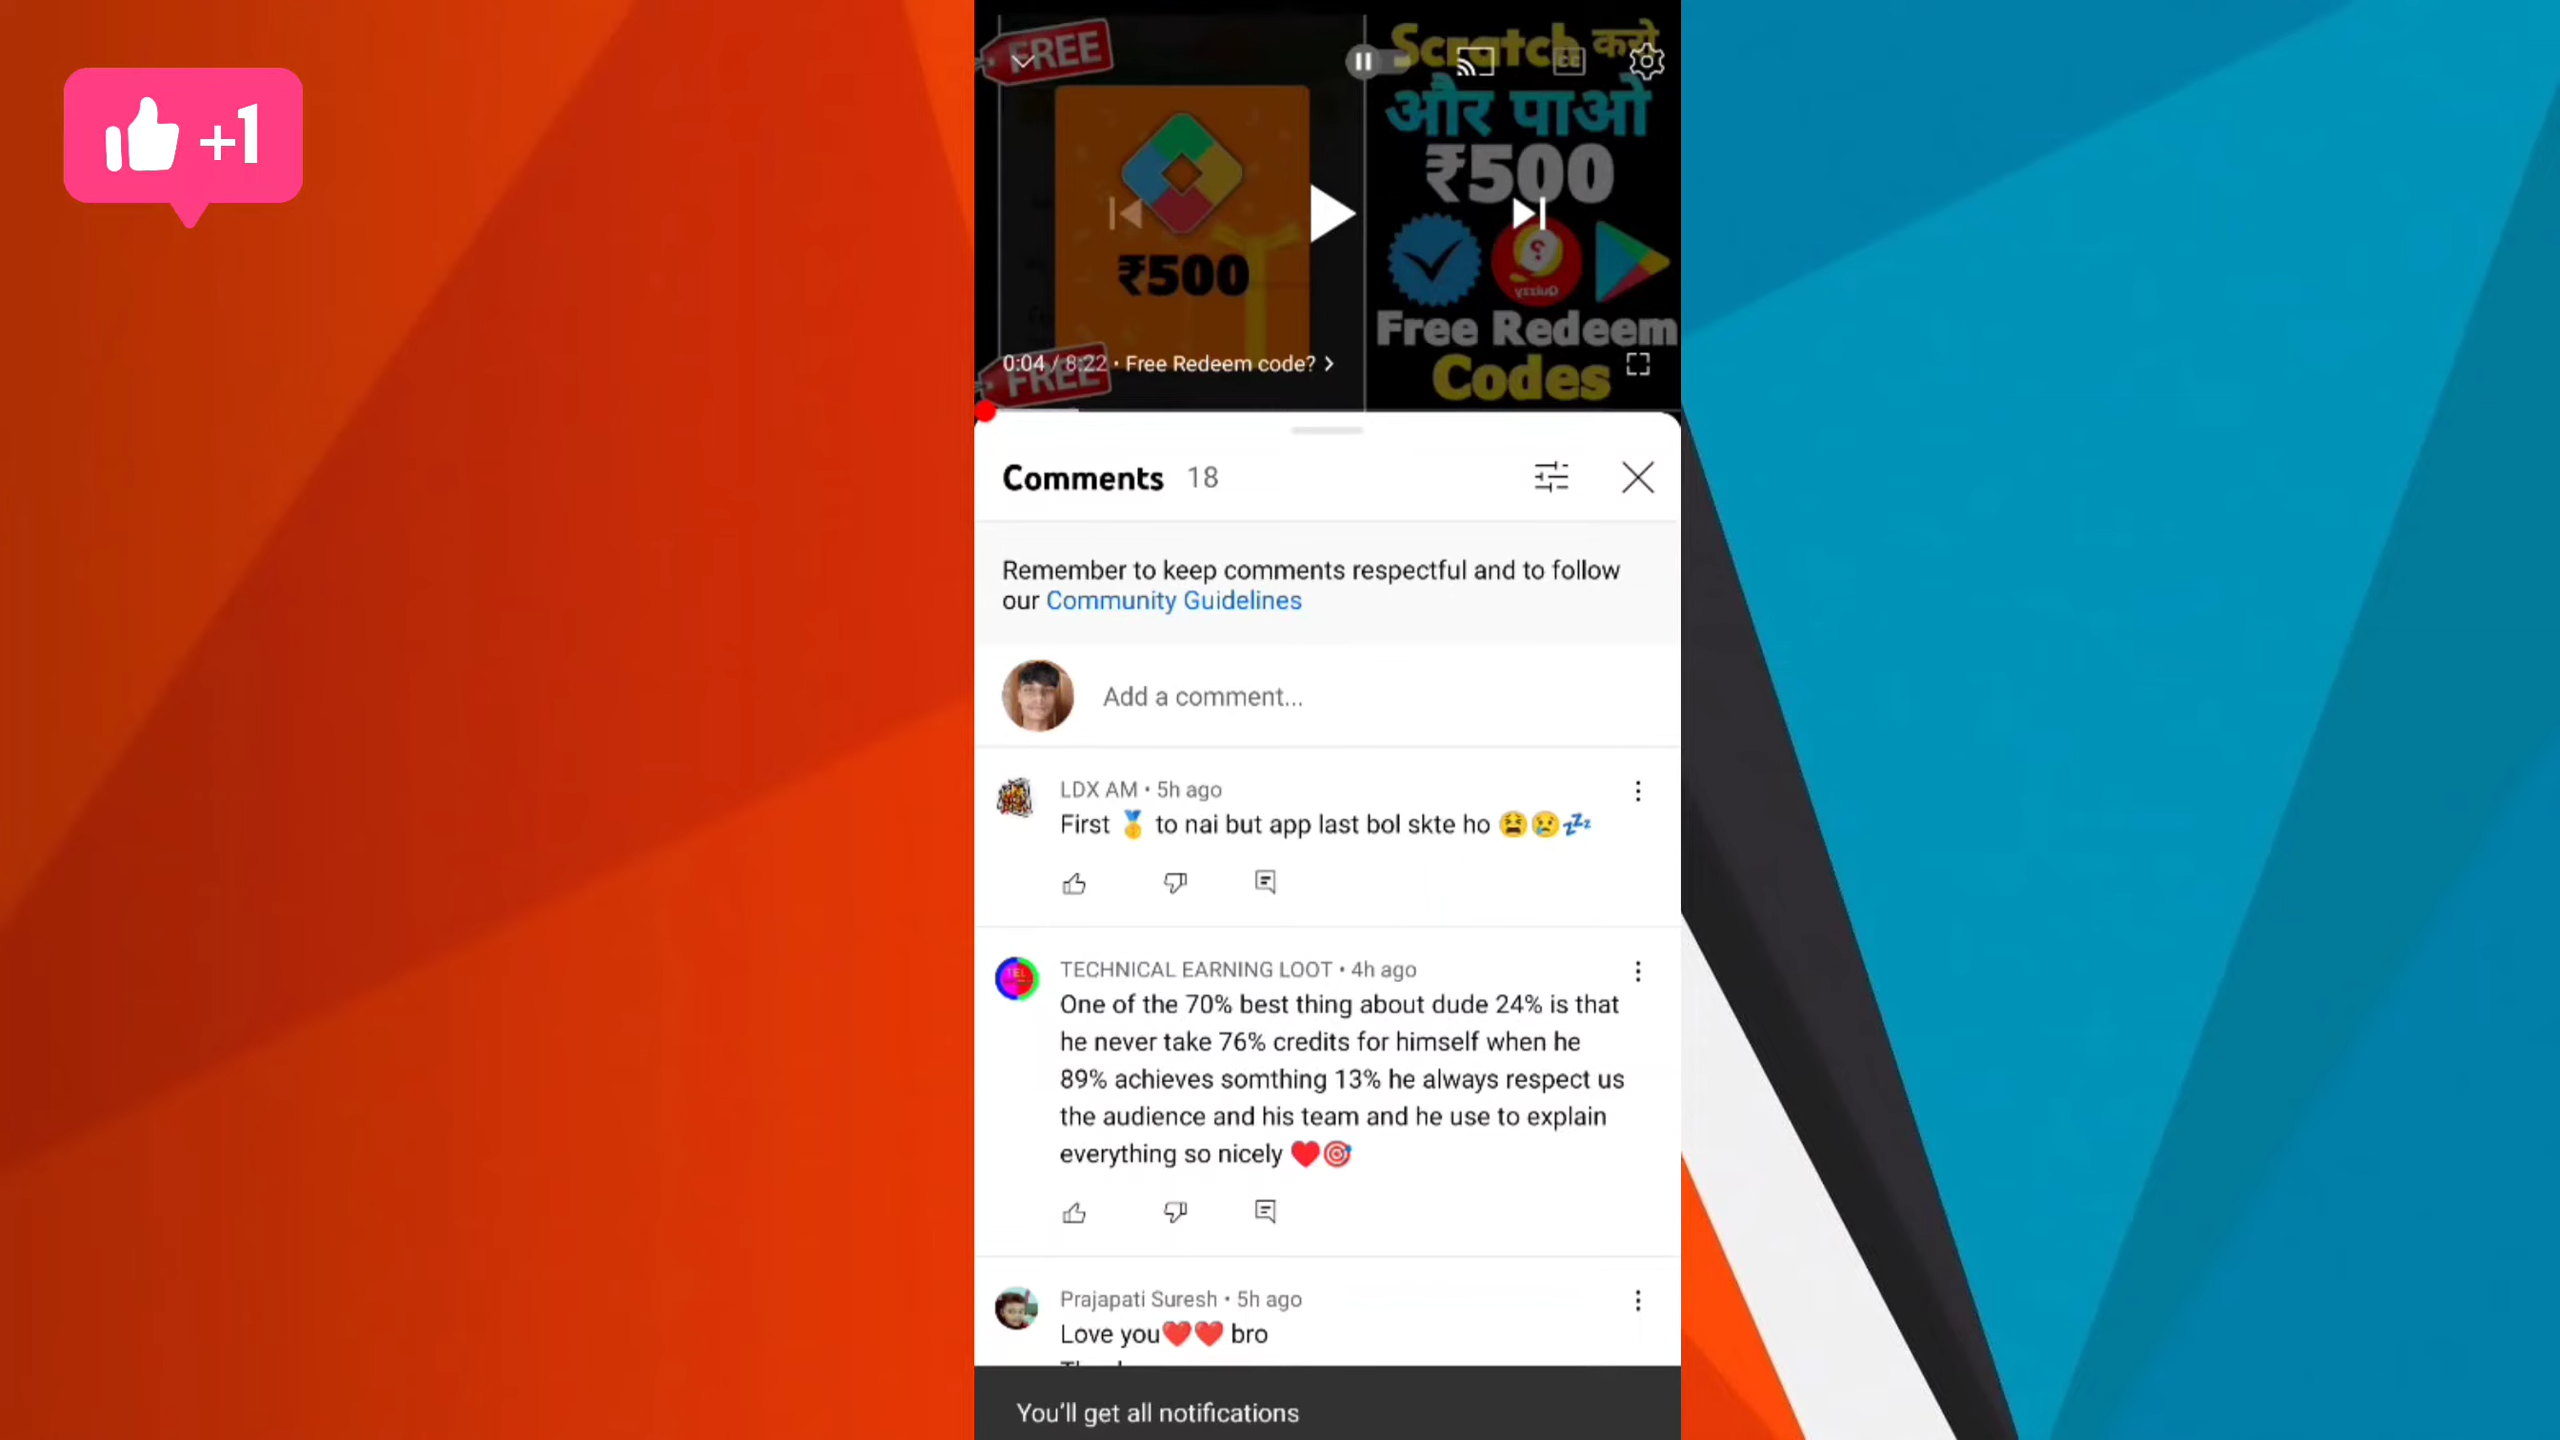 +1
FREE
Scratch करो
और पाओ
₹500
₹500
Quizzy
Free Redeem
Codes
FREE
0:04 / 8:22 • Free Redeem code?
Comments 18
Remember to keep comments respectful and to follow
our Community Guidelines
Add a comment...
LDX AM • 5h ago
First 🥇 to nai but app last bol skte ho 😫😢💤
TECHNICAL EARNING LOOT • 4h ago
One of the 70% best thing about dude 24% is that
he never take 76% credits for himself when he
89% achieves somthing 13% he always respect us
the audience and his team and he use to explain
everything so nicely ❤️🎯
Prajapati Suresh • 5h ago
Love you❤️❤️ bro
You'll get all notifications